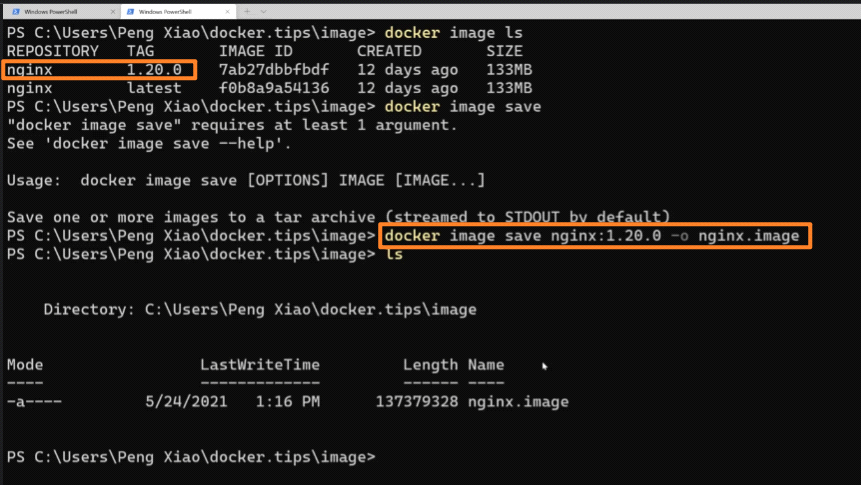 Windows PowerShell
Windows PowerShell
PS C:\Users\Peng Xiao\docker.tips\image> docker image ls
REPOSITORY   TAG       IMAGE ID       CREATED       SIZE
nginx        1.20.0    7ab27dbbfbdf   12 days ago   133MB
nginx        latest    f0b8a9a54136   12 days ago   133MB
PS C:\Users\Peng Xiao\docker.tips\image> docker image save
"docker image save" requires at least 1 argument.
See 'docker image save --help'.
Usage:  docker image save [OPTIONS] IMAGE [IMAGE...]
Save one or more images to a tar archive (streamed to STDOUT by default)
PS C:\Users\Peng Xiao\docker.tips\image> docker image save nginx:1.20.0 -o nginx.image
PS C:\Users\Peng Xiao\docker.tips\image> ls
    Directory: C:\Users\Peng Xiao\docker.tips\image
Mode                 LastWriteTime         Length Name
----                 -------------         ------ ----
-a----         5/24/2021   1:16 PM      137379328 nginx.image
PS C:\Users\Peng Xiao\docker.tips\image>